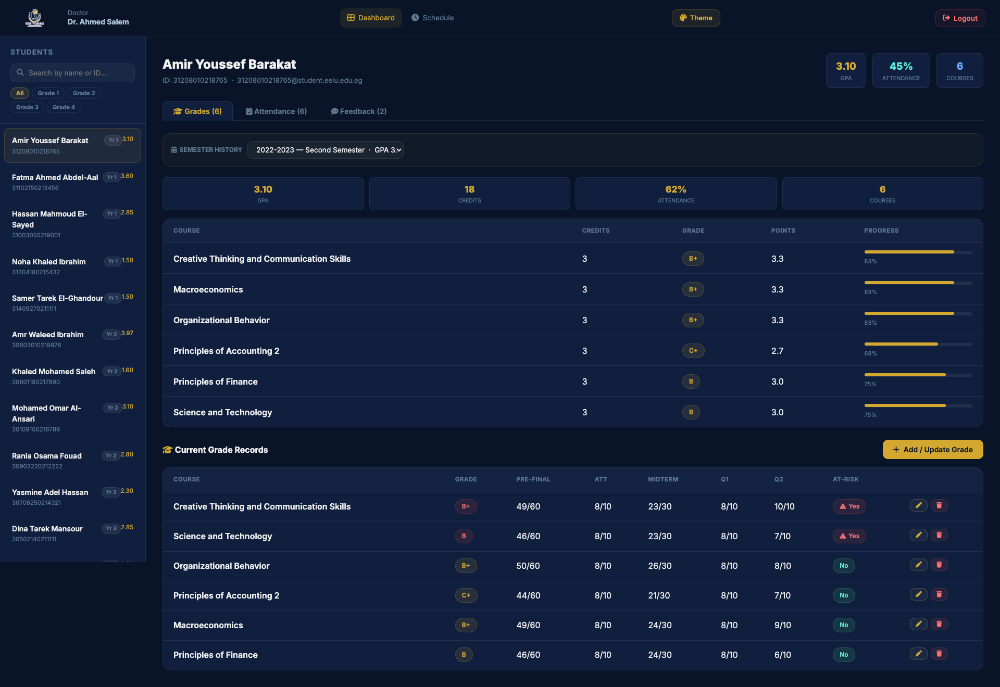 Doctor
Dr. Ahmed Salem
Dashboard
Schedule
Theme
Logout
STUDENTS
Search by name or ID...
All
Grade 1
Grade 2
Grade 3
Grade 4
Amir Youssef Barakat Yr 1 3.10
31208010218765
Fatma Ahmed Abdel-Aal Yr 1 3.60
31102150213456
Hassan Mahmoud El-Sayed Yr 1 2.85
31003050219001
Noha Khaled Ibrahim Yr 1 1.50
31304180215432
Samer Tarek El-Ghandour Yr 1 1.50
31409270211111
Amr Waleed Ibrahim Yr 2 3.97
30603010219876
Khaled Mohamed Saleh Yr 2 1.60
30801180217890
Mohamed Omar Al-Ansari Yr 2 3.10
30109100216789
Rania Osama Fouad Yr 2 2.80
30903220212222
Yasmine Adel Hassan Yr 2 2.30
30706250214321
Dina Tarek Mansour Yr 3 2.85
30502140211111
Amir Youssef Barakat
ID: 31208010218765 · 31208010218765@student.eelu.edu.eg
3.10
GPA
45%
ATTENDANCE
6
COURSES
Grades (6)
Attendance (6)
Feedback (2)
SEMESTER HISTORY
2022-2023 — Second Semester · GPA 3.
3.10
GPA
18
CREDITS
62%
ATTENDANCE
6
COURSES
COURSE CREDITS GRADE POINTS PROGRESS
Creative Thinking and Communication Skills 3 B+ 3.3 83%
Macroeconomics 3 B+ 3.3 83%
Organizational Behavior 3 B+ 3.3 83%
Principles of Accounting 2 3 C+ 2.7 68%
Principles of Finance 3 B 3.0 75%
Science and Technology 3 B 3.0 75%
Current Grade Records
+ Add / Update Grade
COURSE GRADE PRE-FINAL ATT MIDTERM Q1 Q2 AT-RISK
Creative Thinking and Communication Skills B+ 49/60 8/10 23/30 8/10 10/10 Yes
Science and Technology B 46/60 8/10 23/30 8/10 7/10 Yes
Organizational Behavior B+ 50/60 8/10 26/30 8/10 8/10 No
Principles of Accounting 2 C+ 44/60 8/10 21/30 8/10 7/10 No
Macroeconomics B+ 49/60 8/10 24/30 8/10 9/10 No
Principles of Finance B 46/60 8/10 24/30 8/10 6/10 No